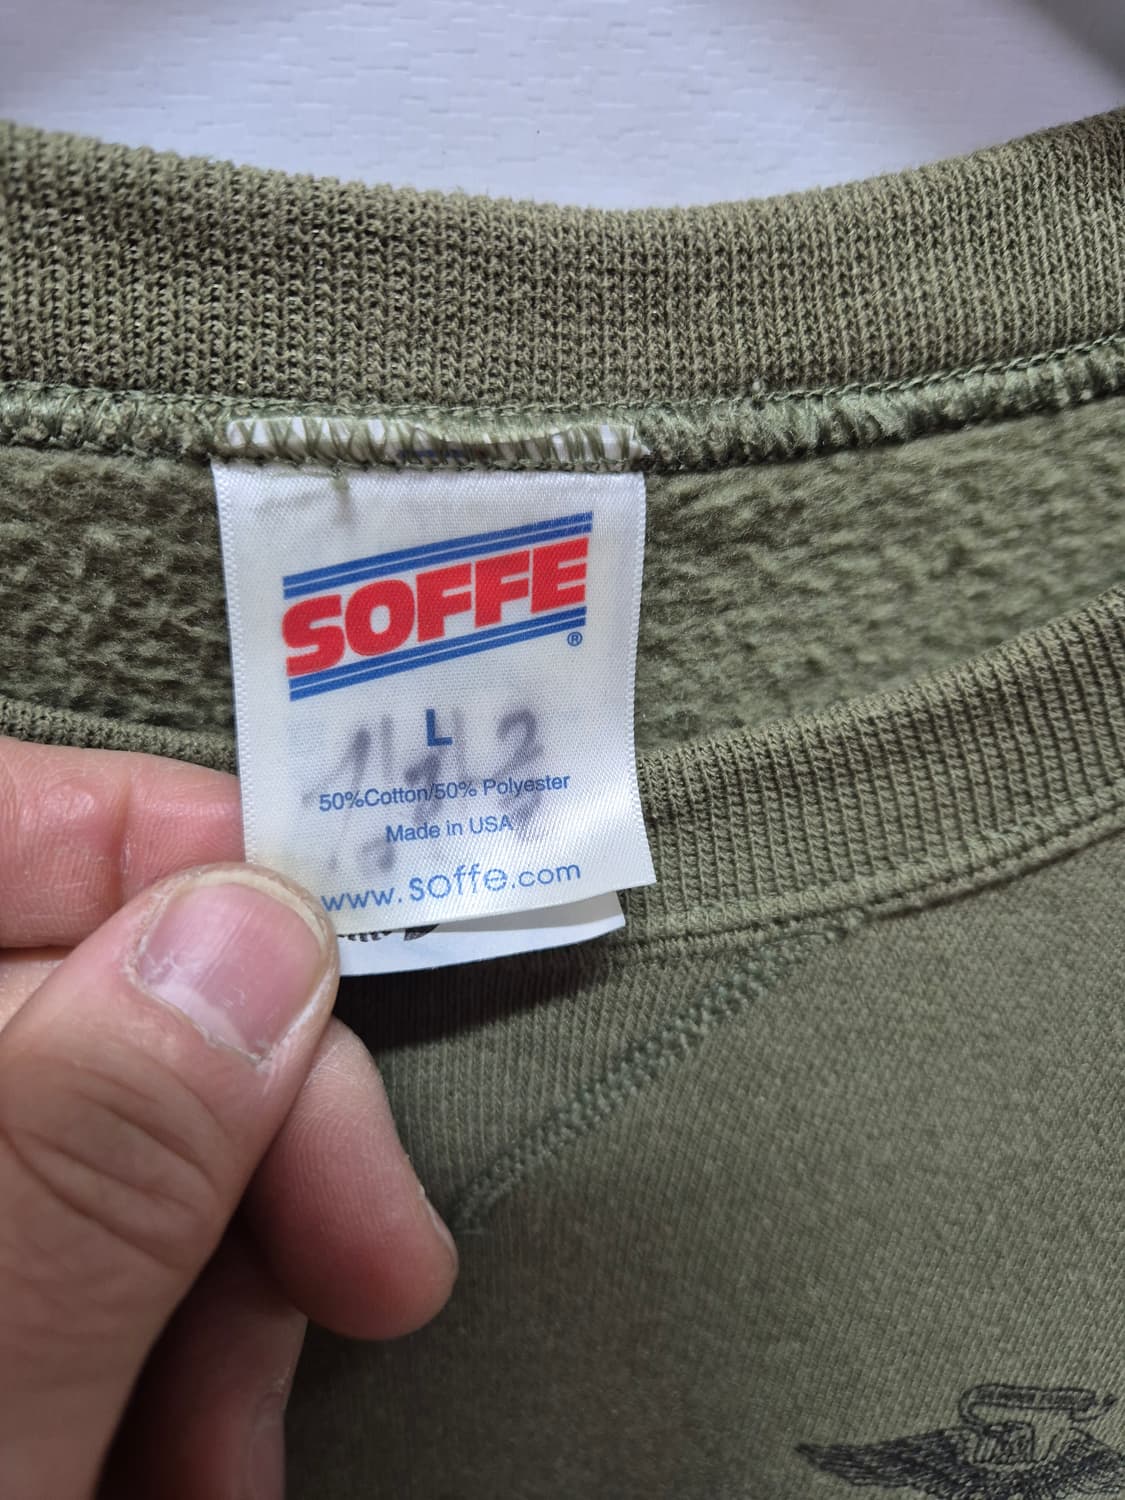 SOFFE
®
L
50%Cotton/50% Polyester
Made in USA
www.soffe.com